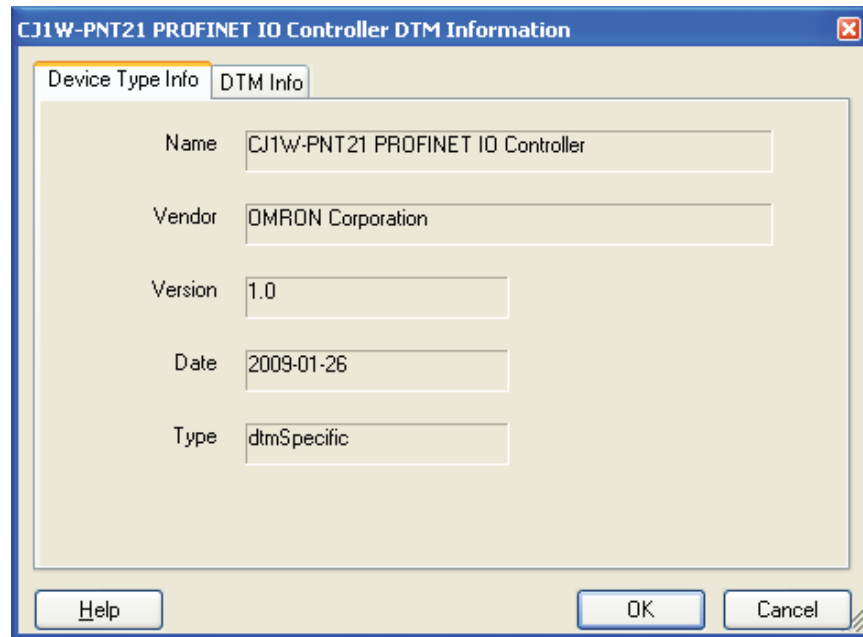 CJ1W-PNT21 PROFINET IO Controller DTM Information
Device Type Info DTM Info
Name CJ1W-PNT21 PROFINET IO Controller
Vendor OMRON Corporation
Version 1.0
Date 2009-01-26
Type dtmSpecific
Help OK Cancel